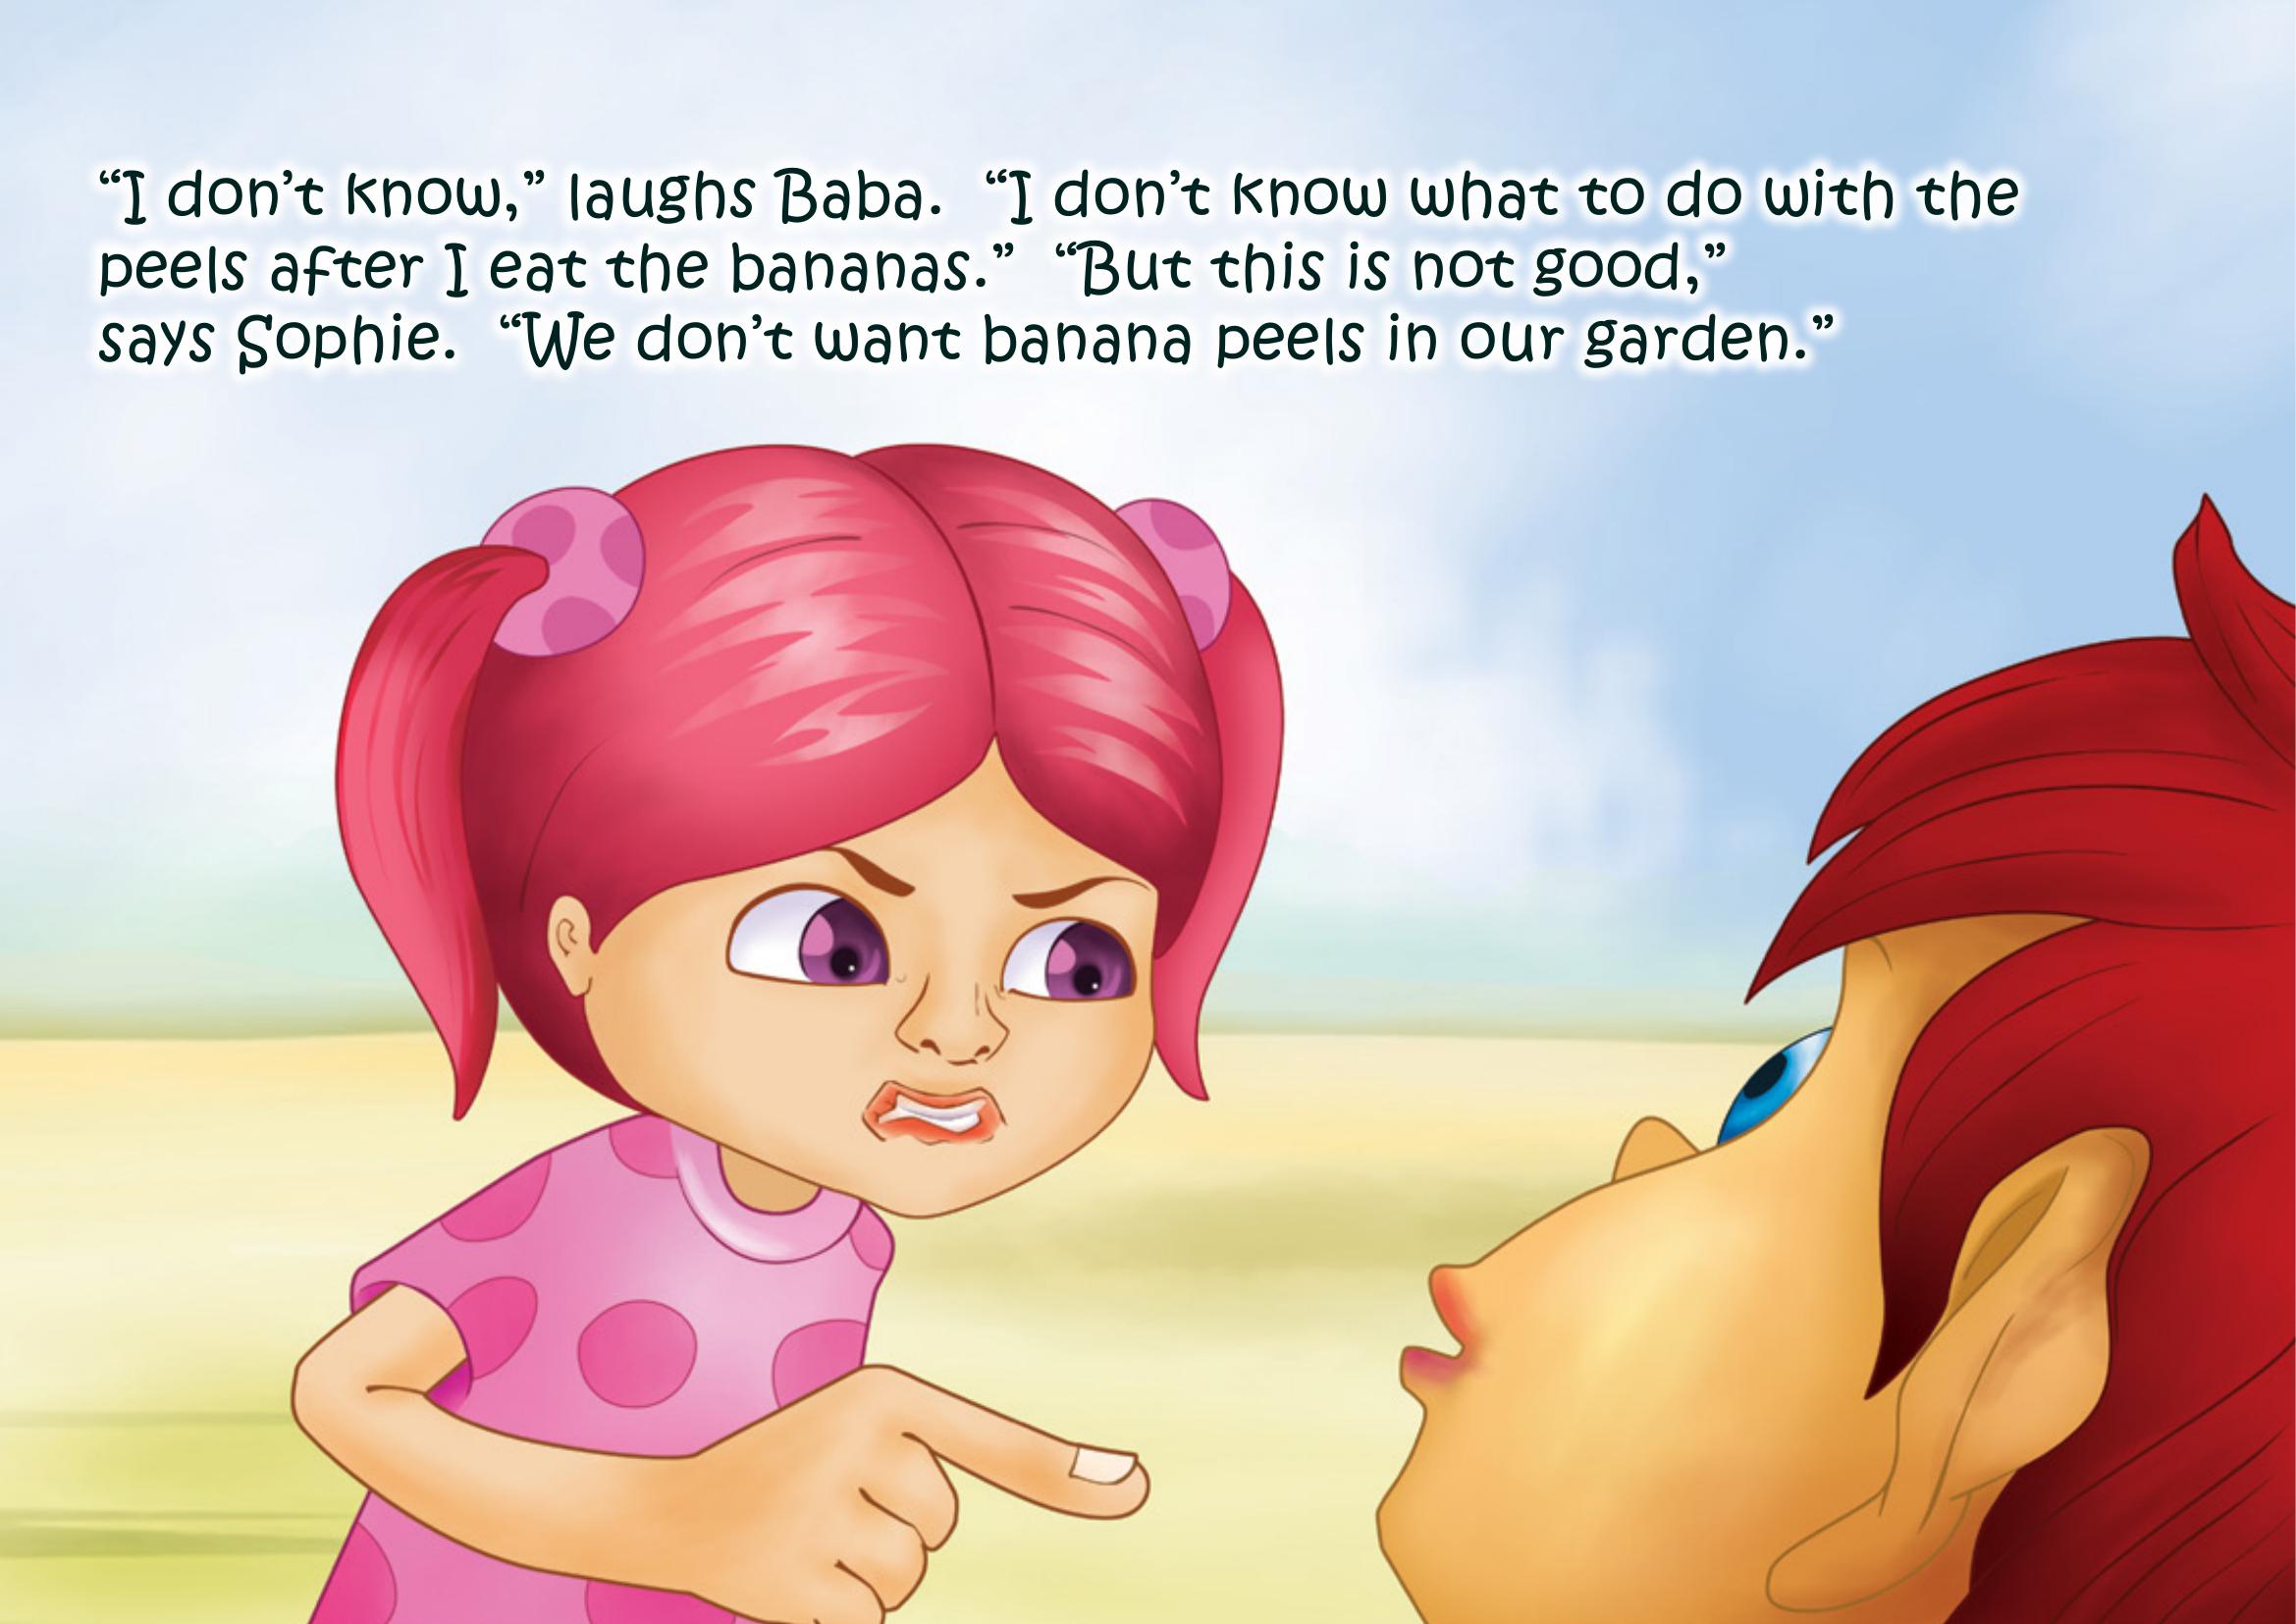 “I don’t know,” laughs Baba.  “I don’t know what to do with the
peels after I eat the bananas.”  “But this is not good,”
says Sophie.  “We don’t want banana peels in our garden.”